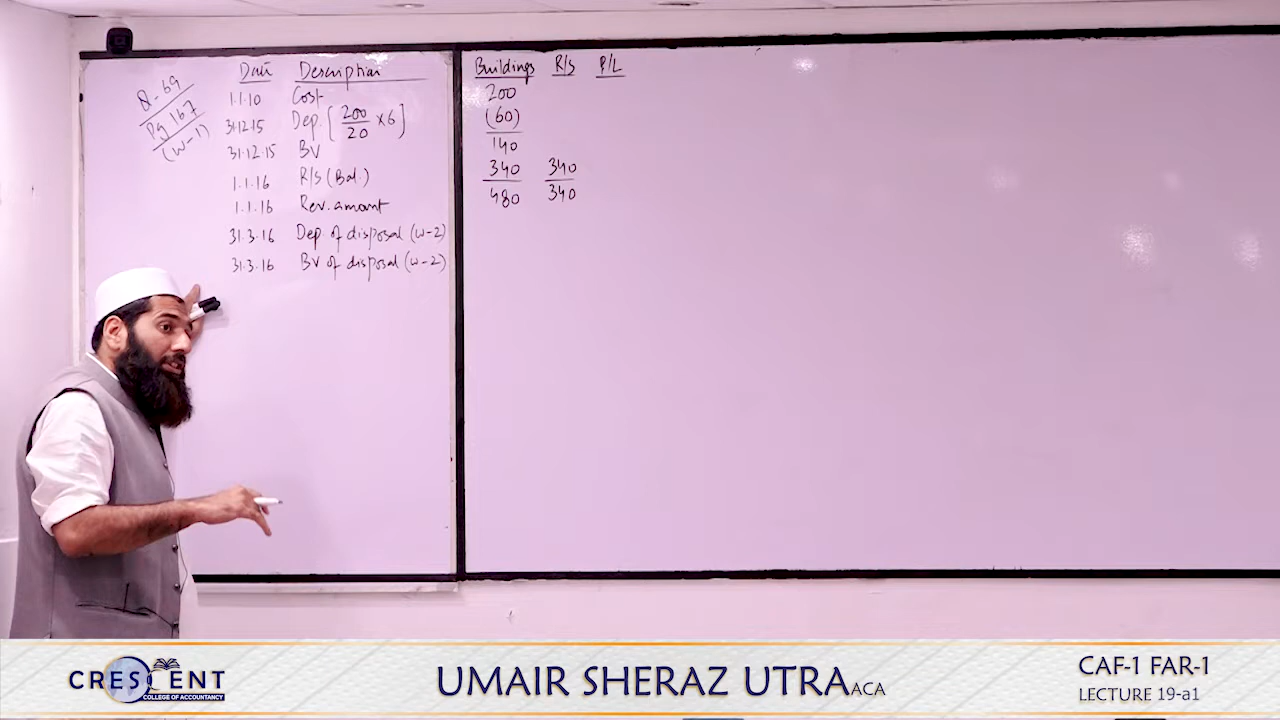 Q-69
Pg 167
(W-1)
Date Description Buildings R/S P/L
1.1.10 Cost 200
31.12.15 Dep. [200/20 x 6] (60)
31.12.15 BV 140
1.1.16 R/S (Bal.) 340 340
1.1.16 Rev. amount 480 340
31.3.16 Dep. of disposal (W-2)
31.3.16 BV of disposal (W-2)
CRESCENT
COLLEGE OF ACCOUNTANCY
UMAIR SHERAZ UTRA ACA
CAF-1 FAR-1
LECTURE 19-a1